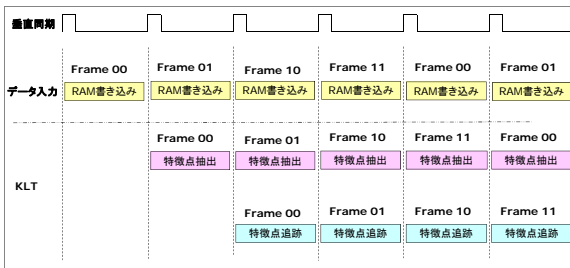 垂直同期
Frame 00 Frame 01 Frame 10 Frame 11 Frame 00 Frame 01
データ入力 RAM書き込み RAM書き込み RAM書き込み RAM書き込み RAM書き込み RAM書き込み
Frame 00 Frame 01 Frame 10 Frame 11 Frame 00
特徴点抽出 特徴点抽出 特徴点抽出 特徴点抽出 特徴点抽出
KLT
Frame 00 Frame 01 Frame 10 Frame 11
特徴点追跡 特徴点追跡 特徴点追跡 特徴点追跡